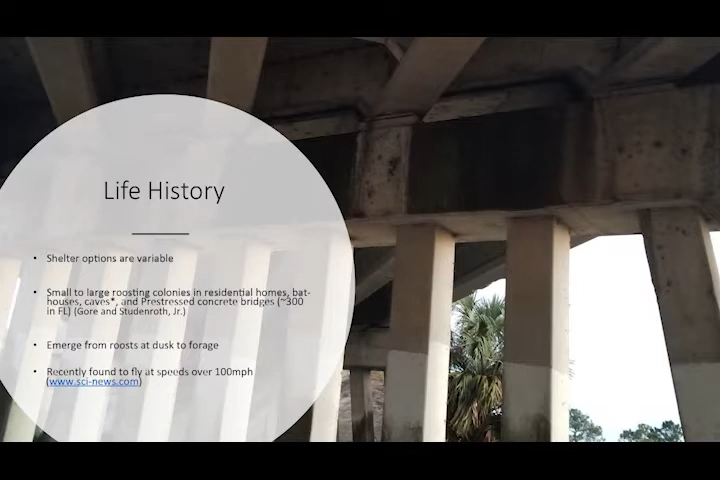 Life History
• Shelter options are variable
• Small to large roosting colonies in residential homes, bat-
houses, caves*, and Prestressed concrete bridges (~300
in FL) (Gore and Studenroth, Jr.)
• Emerge from roosts at dusk to forage
• Recently found to fly at speeds over 100mph
(www.sci-news.com)